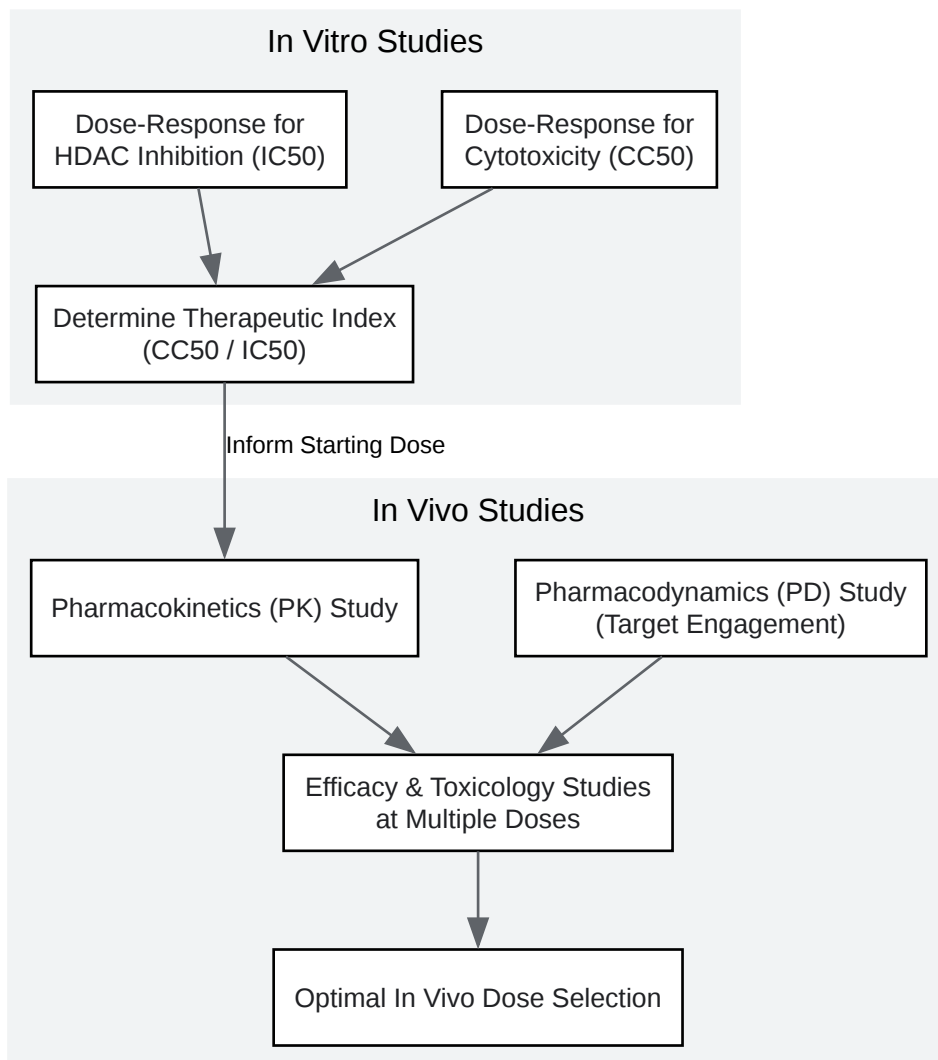 In Vitro Studies
Dose-Response for
HDAC Inhibition (IC50)
Dose-Response for
Cytotoxicity (CC50)
Determine Therapeutic Index
(CC50 / IC50)
Inform Starting Dose
In Vivo Studies
Pharmacokinetics (PK) Study
Pharmacodynamics (PD) Study
(Target Engagement)
Efficacy & Toxicology Studies
at Multiple Doses
Optimal In Vivo Dose Selection